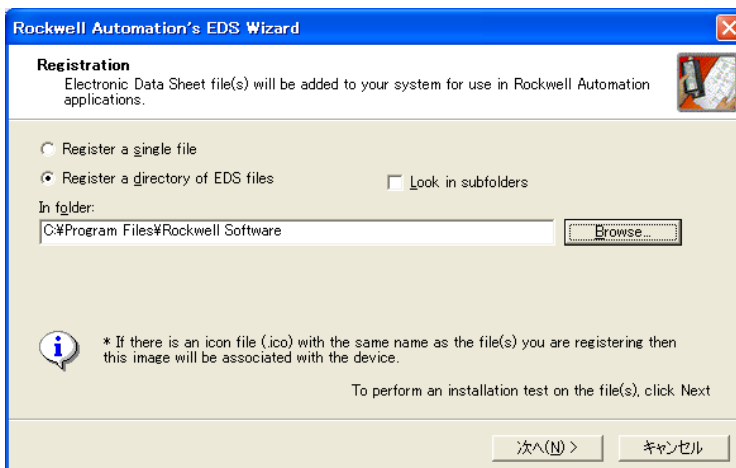 Rockwell Automation's EDS Wizard
Registration
Electronic Data Sheet file(s) will be added to your system for use in Rockwell Automation
applications.
Register a single file
Register a directory of EDS files
Look in subfolders
In folder:
C:¥Program Files¥Rockwell Software
Browse...
* If there is an icon file (.ico) with the same name as the file(s) you are registering then
this image will be associated with the device.
To perform an installation test on the file(s), click Next
次へ(N) >
キャンセル